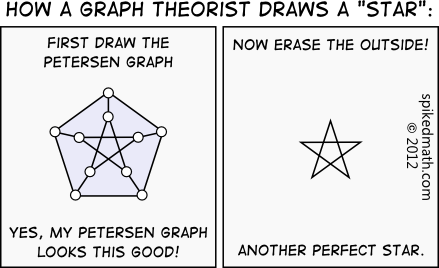 HOW A GRAPH THEORIST DRAWS A "STAR":
FIRST DRAW THE
PETERSEN GRAPH
YES, MY PETERSEN GRAPH
LOOKS THIS GOOD!
NOW ERASE THE OUTSIDE!
spikedmath.com
© 2012
ANOTHER PERFECT STAR.